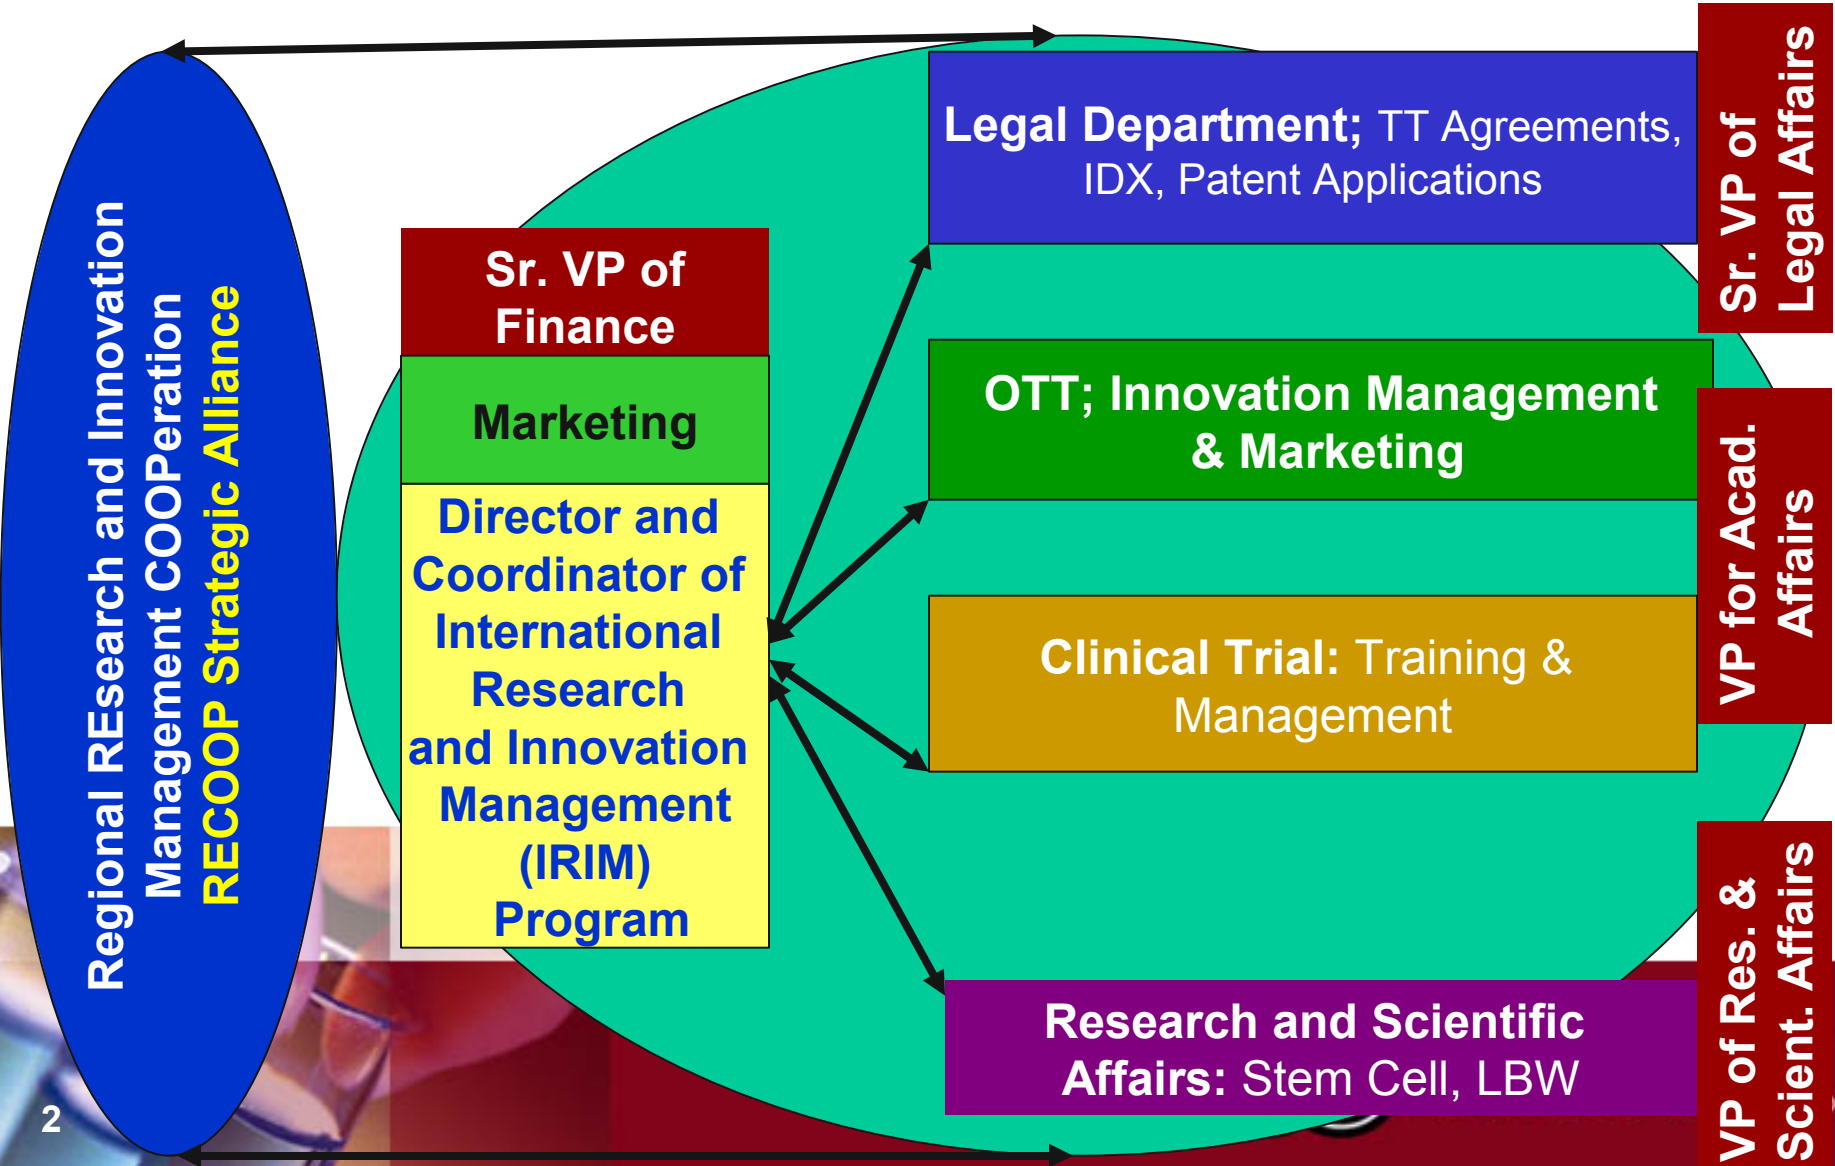 Regional REsearch and Innovation
Management COOPeration
RECOOP Strategic Alliance
Sr. VP of
Finance
Marketing
Director and
Coordinator of
International
Research
and Innovation
Management
(IRIM)
Program
Legal Department; TT Agreements,
IDX, Patent Applications
OTT; Innovation Management
& Marketing
Clinical Trial: Training &
Management
Research and Scientific
Affairs: Stem Cell, LBW
Sr. VP of
Legal Affairs
VP for Acad.
Affairs
VP of Res. &
Scient. Affairs
2